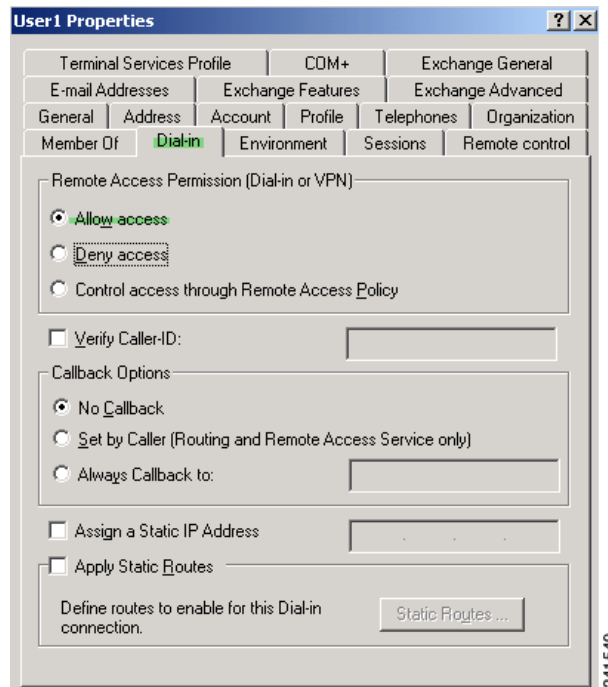 User1 Properties
Terminal Services Profile COM+ Exchange General
E-mail Addresses Exchange Features Exchange Advanced
General Address Account Profile Telephones Organization
Member Of Dial-in Environment Sessions Remote control
Remote Access Permission (Dial-in or VPN)
Allow access
Deny access
Control access through Remote Access Policy
Verify Caller-ID:
Callback Options
No Callback
Set by Caller (Routing and Remote Access Service only)
Always Callback to:
Assign a Static IP Address
Apply Static Routes
Define routes to enable for this Dial-in
connection.
Static Routes ...